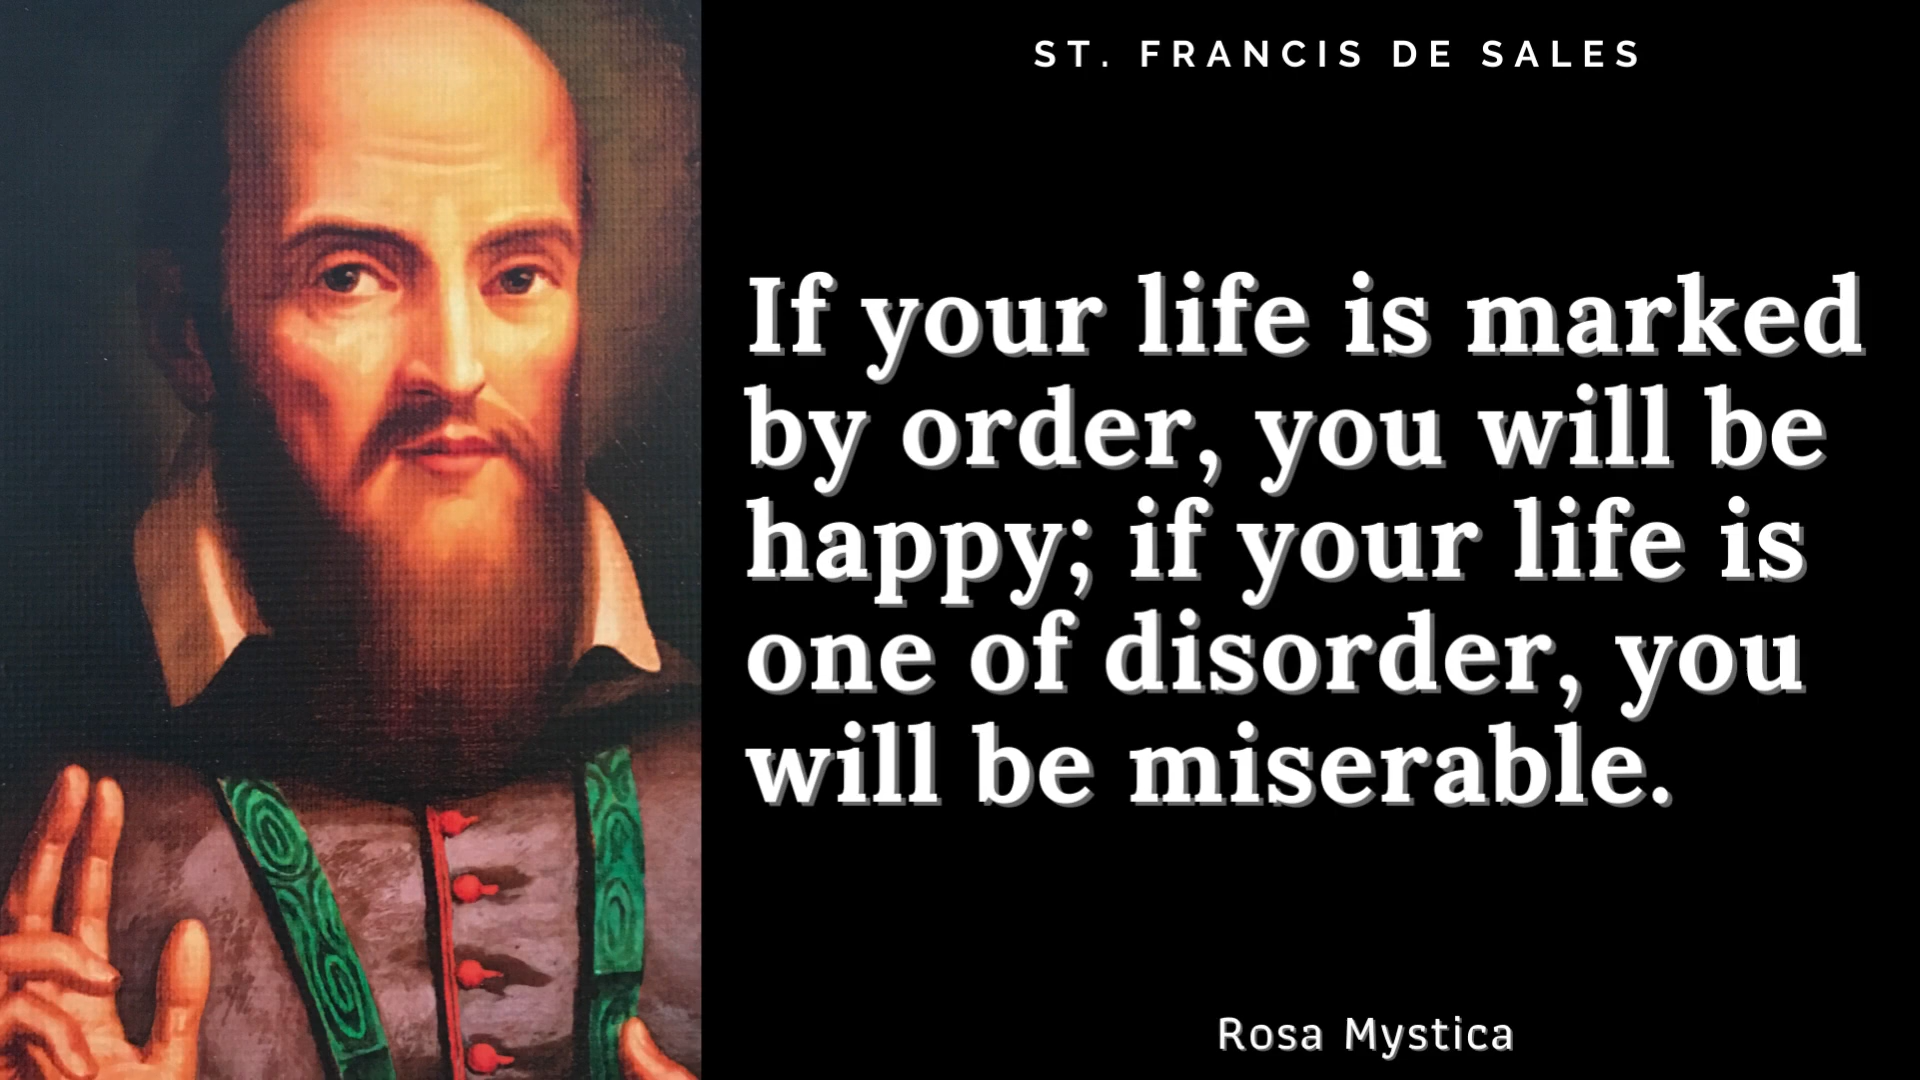 ST. FRANCIS DE SALES
If your life is marked
by order, you will be
happy; if your life is
one of disorder, you
will be miserable.
Rosa Mystica